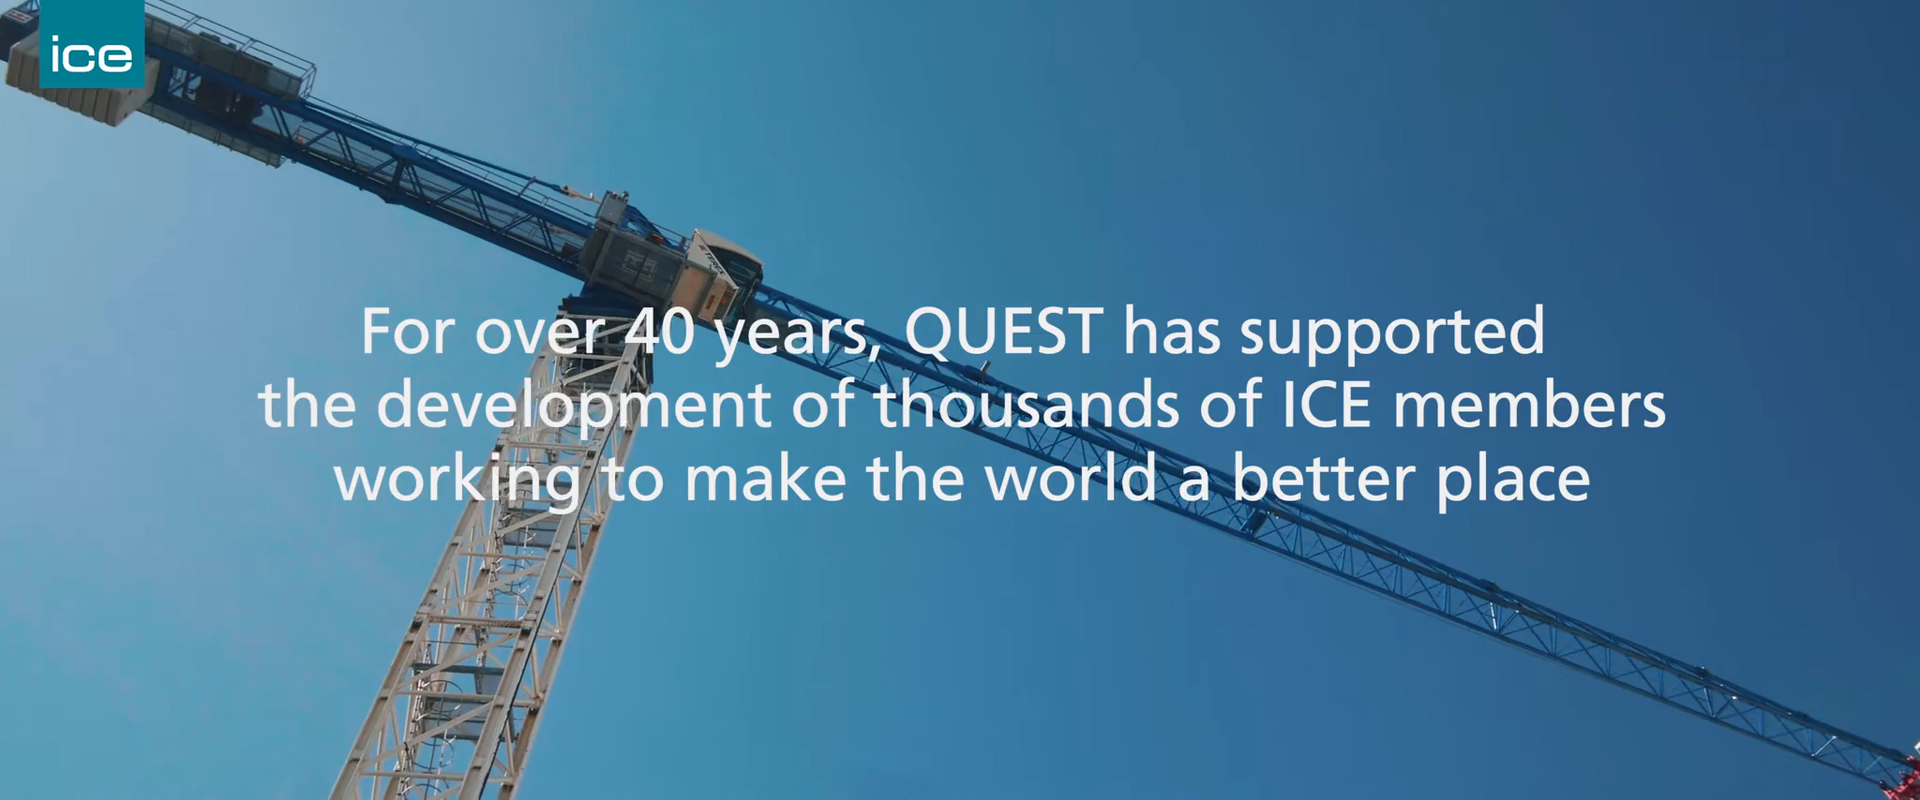 ice
For over 40 years, QUEST has supported
the development of thousands of ICE members
working to make the world a better place